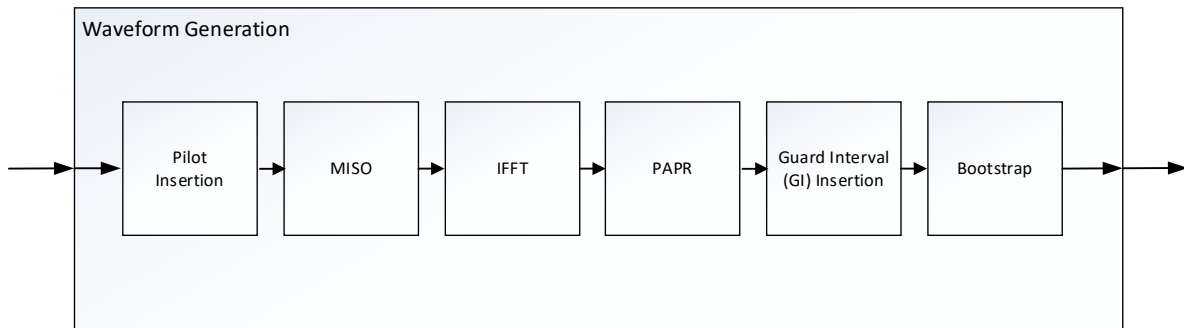 Waveform Generation
Pilot
Insertion
MISO
IFFT
PAPR
Guard Interval
(GI) Insertion
Bootstrap